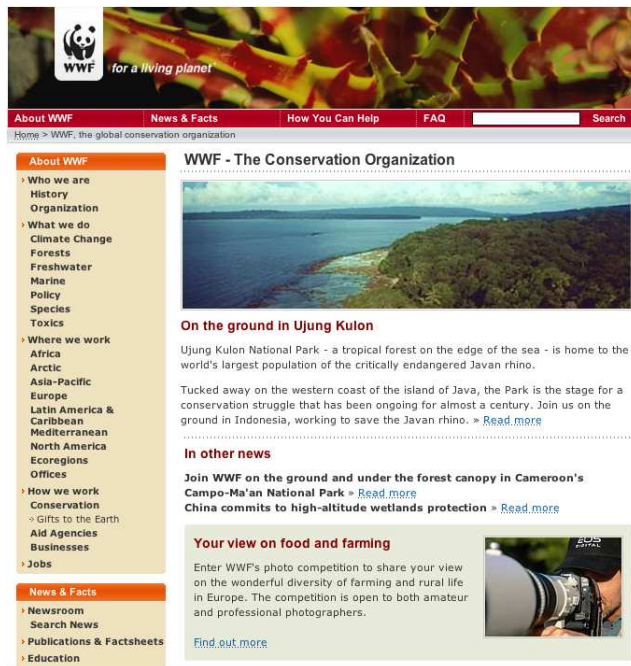 WWF
for a living planet®
About WWF News & Facts How You Can Help FAQ Search
Home > WWF, the global conservation organization
About WWF
› Who we are
History
Organization
› What we do
Climate Change
Forests
Freshwater
Marine
Policy
Species
Toxics
› Where we work
Africa
Arctic
Asia-Pacific
Europe
Latin America &
Caribbean
Mediterranean
North America
Ecoregions
Offices
› How we work
Conservation
Gifts to the Earth
Aid Agencies
Businesses
› Jobs
News & Facts
› Newsroom
Search News
› Publications & Factsheets
› Education
WWF - The Conservation Organization
On the ground in Ujung Kulon
Ujung Kulon National Park - a tropical forest on the edge of the sea - is home to the
world's largest population of the critically endangered Javan rhino.
Tucked away on the western coast of the island of Java, the Park is the stage for a
conservation struggle that has been ongoing for almost a century. Join us on the
ground in Indonesia, working to save the Javan rhino. » Read more
In other news
Join WWF on the ground and under the forest canopy in Cameroon's
Campo-Ma'an National Park » Read more
China commits to high-altitude wetlands protection » Read more
Your view on food and farming
Enter WWF's photo competition to share your view
on the wonderful diversity of farming and rural life
in Europe. The competition is open to both amateur
and professional photographers.
Find out more
EOS
DIGITAL